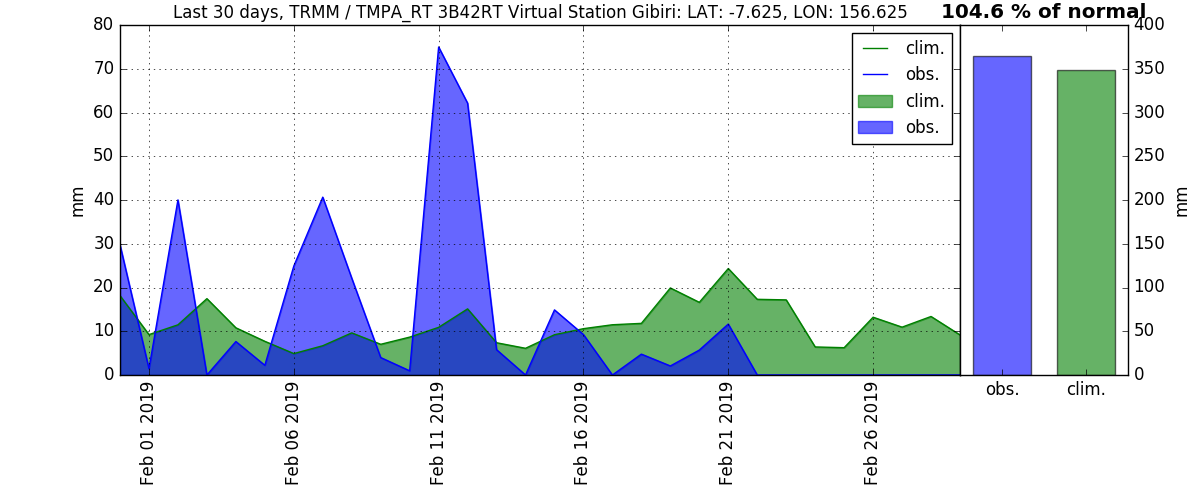 Last 30 days, TRMM / TMPA_RT 3B42RT Virtual Station Gibiri: LAT: -7.625, LON: 156.625
104.6 % of normal
80
70
60
50
40
30
20
10
0
mm
clim.
obs.
clim.
obs.
400
350
300
250
200
150
100
50
0
mm
obs.
clim.
Feb 01 2019
Feb 06 2019
Feb 11 2019
Feb 16 2019
Feb 21 2019
Feb 26 2019